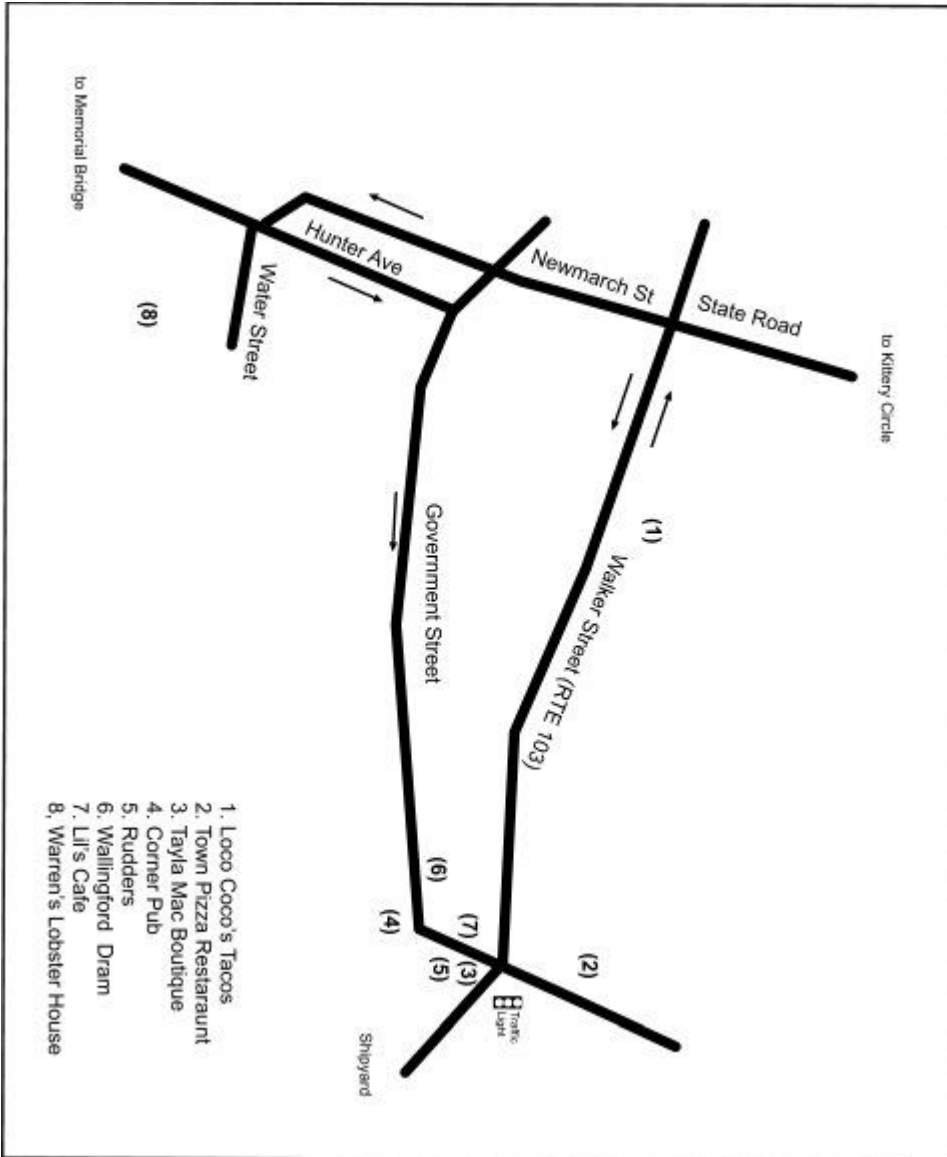 to Kittery Circle
State Road
Newmarch St
Hunter Ave
to Memorial Bridge
Water Street
(8)
(1)
Walker Street (RTE 103)
Government Street
(2)
(6)
(7)
(3)
(4)
(5)
Traffic
Light
Shipyard
1. Loco Coco's Tacos
2. Town Pizza Restaraunt
3. Tayla Mac Boutique
4. Corner Pub
5. Rudders
6. Wallingford Dram
7. Lil's Cafe
8, Warren's Lobster House